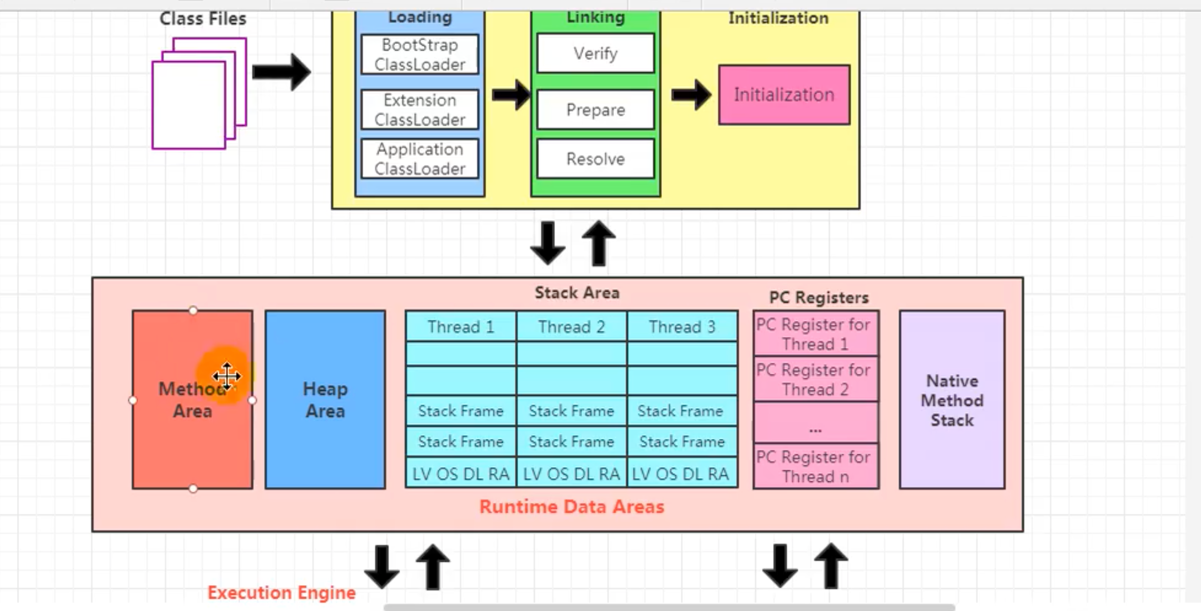 Class Files
Loading
Linking
Initialization
BootStrap
ClassLoader
Extension
ClassLoader
Application
ClassLoader
Verify
Prepare
Resolve
Initialization
Method
Area
Heap
Area
Stack Area
Thread 1 Thread 2 Thread 3
Stack Frame Stack Frame Stack Frame
Stack Frame Stack Frame Stack Frame
LV OS DL RA LV OS DL RA LV OS DL RA
PC Registers
PC Register for
Thread 1
PC Register for
Thread 2
...
PC Register for
Thread n
Native
Method
Stack
Runtime Data Areas
Execution Engine